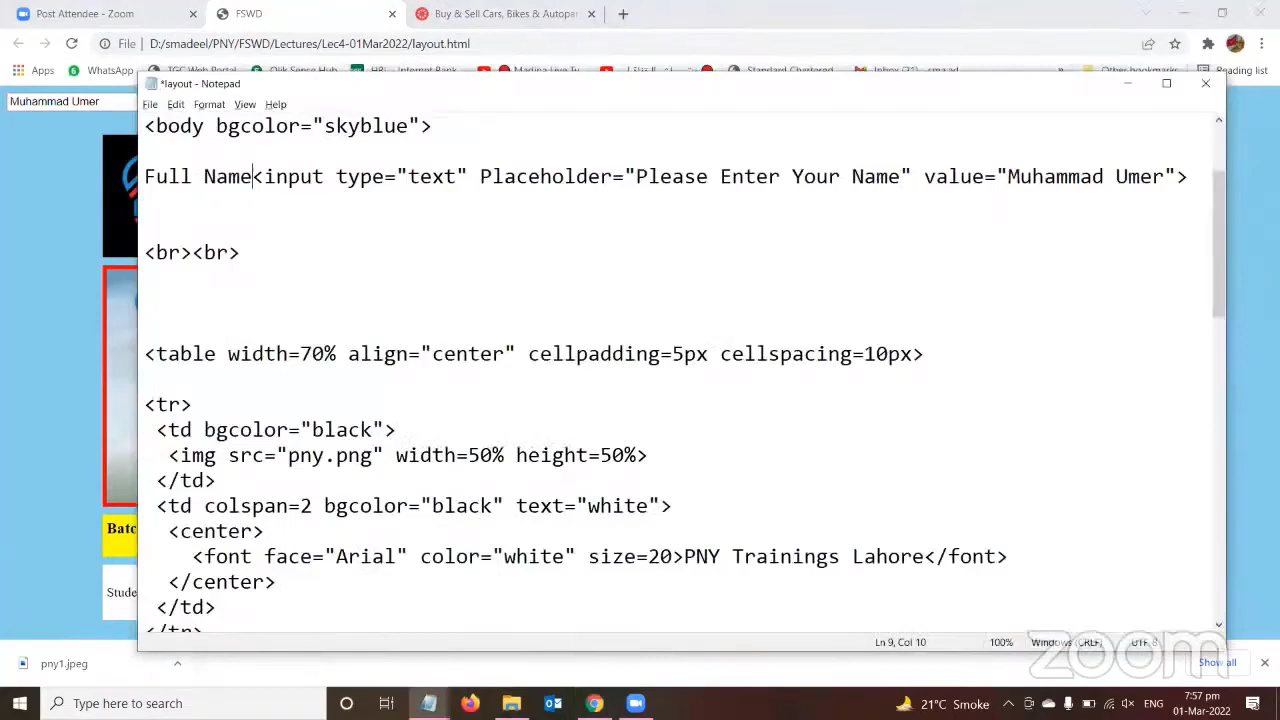 Post Attendee - Zoom
FSWD
Buy & Sell Cars, Bikes & Autopar
File
D:/smadeel/PNY/FSWD/Lectures/Lec4-01Mar2022/layout.html
Apps
WhatsApp
Reading list
*layout - Notepad
Muhammad Umer
File Edit Format View Help
<body bgcolor="skyblue">
Full Name<input type="text" Placeholder="Please Enter Your Name" value="Muhammad Umer">
<br><br>
<table width=70% align="center" cellpadding=5px cellspacing=10px>
<tr>
<td bgcolor="black">
<img src="pny.png" width=50% height=50%>
</td>
<td colspan=2 bgcolor="black" text="white">
Batc
<center>
<font face="Arial" color="white" size=20>PNY Trainings Lahore</font>
</center>
Stude
</td>
</tr>
Ln 9, Col 10
100%
Windows (CRLF)
UTF-8
zoom
pny1.jpeg
Show all
Type here to search
21°C Smoke
ENG
7:57 pm
01-Mar-2022